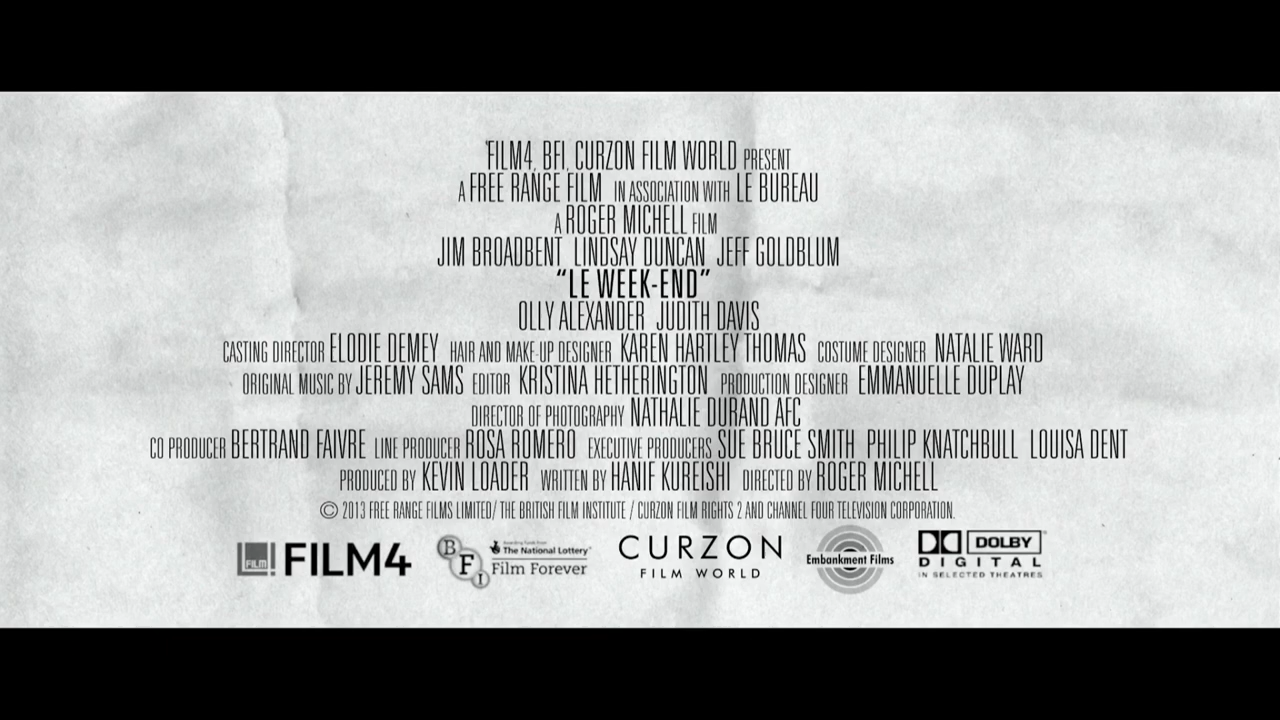 FILM4, BFI, CURZON FILM WORLD PRESENT
A FREE RANGE FILM IN ASSOCIATION WITH LE BUREAU
A ROGER MICHELL FILM
JIM BROADBENT LINDSAY DUNCAN JEFF GOLDBLUM
"LE WEEK-END"
OLLY ALEXANDER JUDITH DAVIS
CASTING DIRECTOR ELODIE DEMEY HAIR AND MAKE-UP DESIGNER KAREN HARTLEY THOMAS COSTUME DESIGNER NATALIE WARD
ORIGINAL MUSIC BY JEREMY SAMS EDITOR KRISTINA HETHERINGTON PRODUCTION DESIGNER EMMANUELLE DUPLAY
DIRECTOR OF PHOTOGRAPHY NATHALIE DURAND AFC
CO PRODUCER BERTRAND FAIVRE LINE PRODUCER ROSA ROMERO EXECUTIVE PRODUCERS SUE BRUCE SMITH PHILIP KNATCHBULL LOUISA DENT
PRODUCED BY KEVIN LOADER WRITTEN BY HANIF KUREISHI DIRECTED BY ROGER MICHELL
© 2013 FREE RANGE FILMS LIMITED/ THE BRITISH FILM INSTITUTE / CURZON FILM RIGHTS 2 AND CHANNEL FOUR TELEVISION CORPORATION.
FILM FILM4
BFI
The National Lottery
Film Forever
CURZON
FILM WORLD
Embankment Films
DOLBY
DIGITAL
IN SELECTED THEATRES